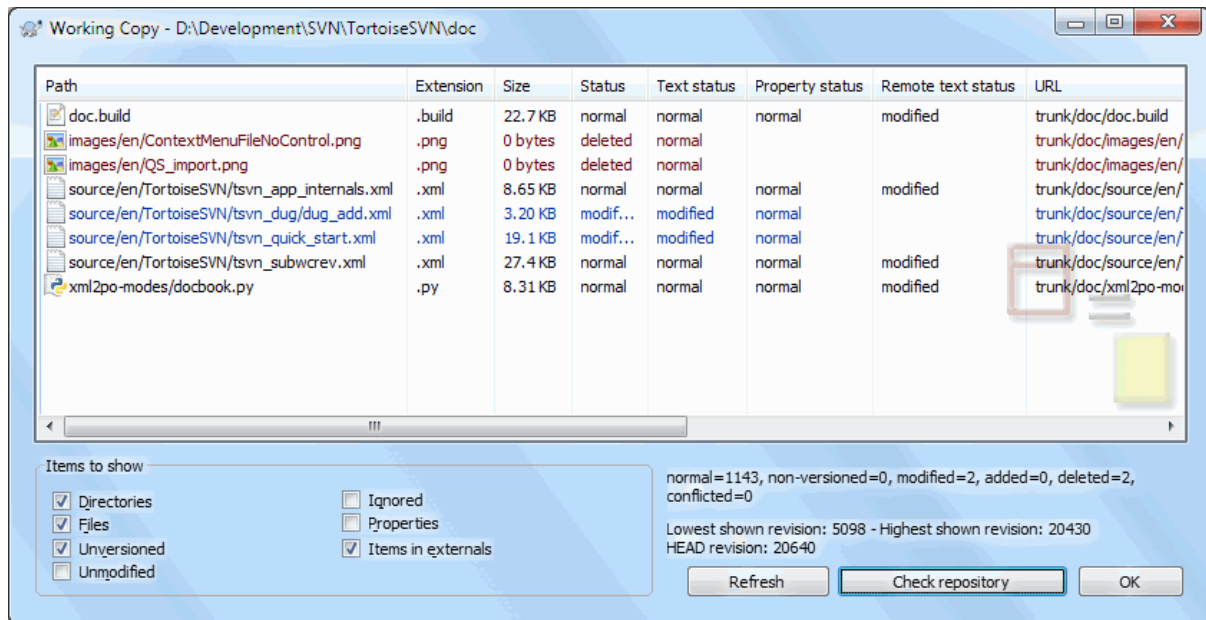 Working Copy - D:\Development\SVN\TortoiseSVN\doc
Path Extension Size Status Text status Property status Remote text status URL
doc.build .build 22.7 KB normal normal normal modified trunk/doc/doc.build
images/en/ContextMenuFileNoControl.png .png 0 bytes deleted normal trunk/doc/images/en/
images/en/QS_import.png .png 0 bytes deleted normal trunk/doc/images/en/
source/en/TortoiseSVN/tsvn_app_internals.xml .xml 8.65 KB normal normal normal modified trunk/doc/source/en/
source/en/TortoiseSVN/tsvn_dug/dug_add.xml .xml 3.20 KB modif... modified normal trunk/doc/source/en/
source/en/TortoiseSVN/tsvn_quick_start.xml .xml 19.1 KB modif... modified normal trunk/doc/source/en/
source/en/TortoiseSVN/tsvn_subwcrev.xml .xml 27.4 KB normal normal normal modified trunk/doc/source/en/
xml2po-modes/docbook.py .py 8.31 KB normal normal normal modified trunk/doc/xml2po-mo
Items to show
Directories
Files
Unversioned
Unmodified
Ignored
Properties
Items in externals
normal=1143, non-versioned=0, modified=2, added=0, deleted=2,
conflicted=0
Lowest shown revision: 5098 - Highest shown revision: 20430
HEAD revision: 20640
Refresh Check repository OK